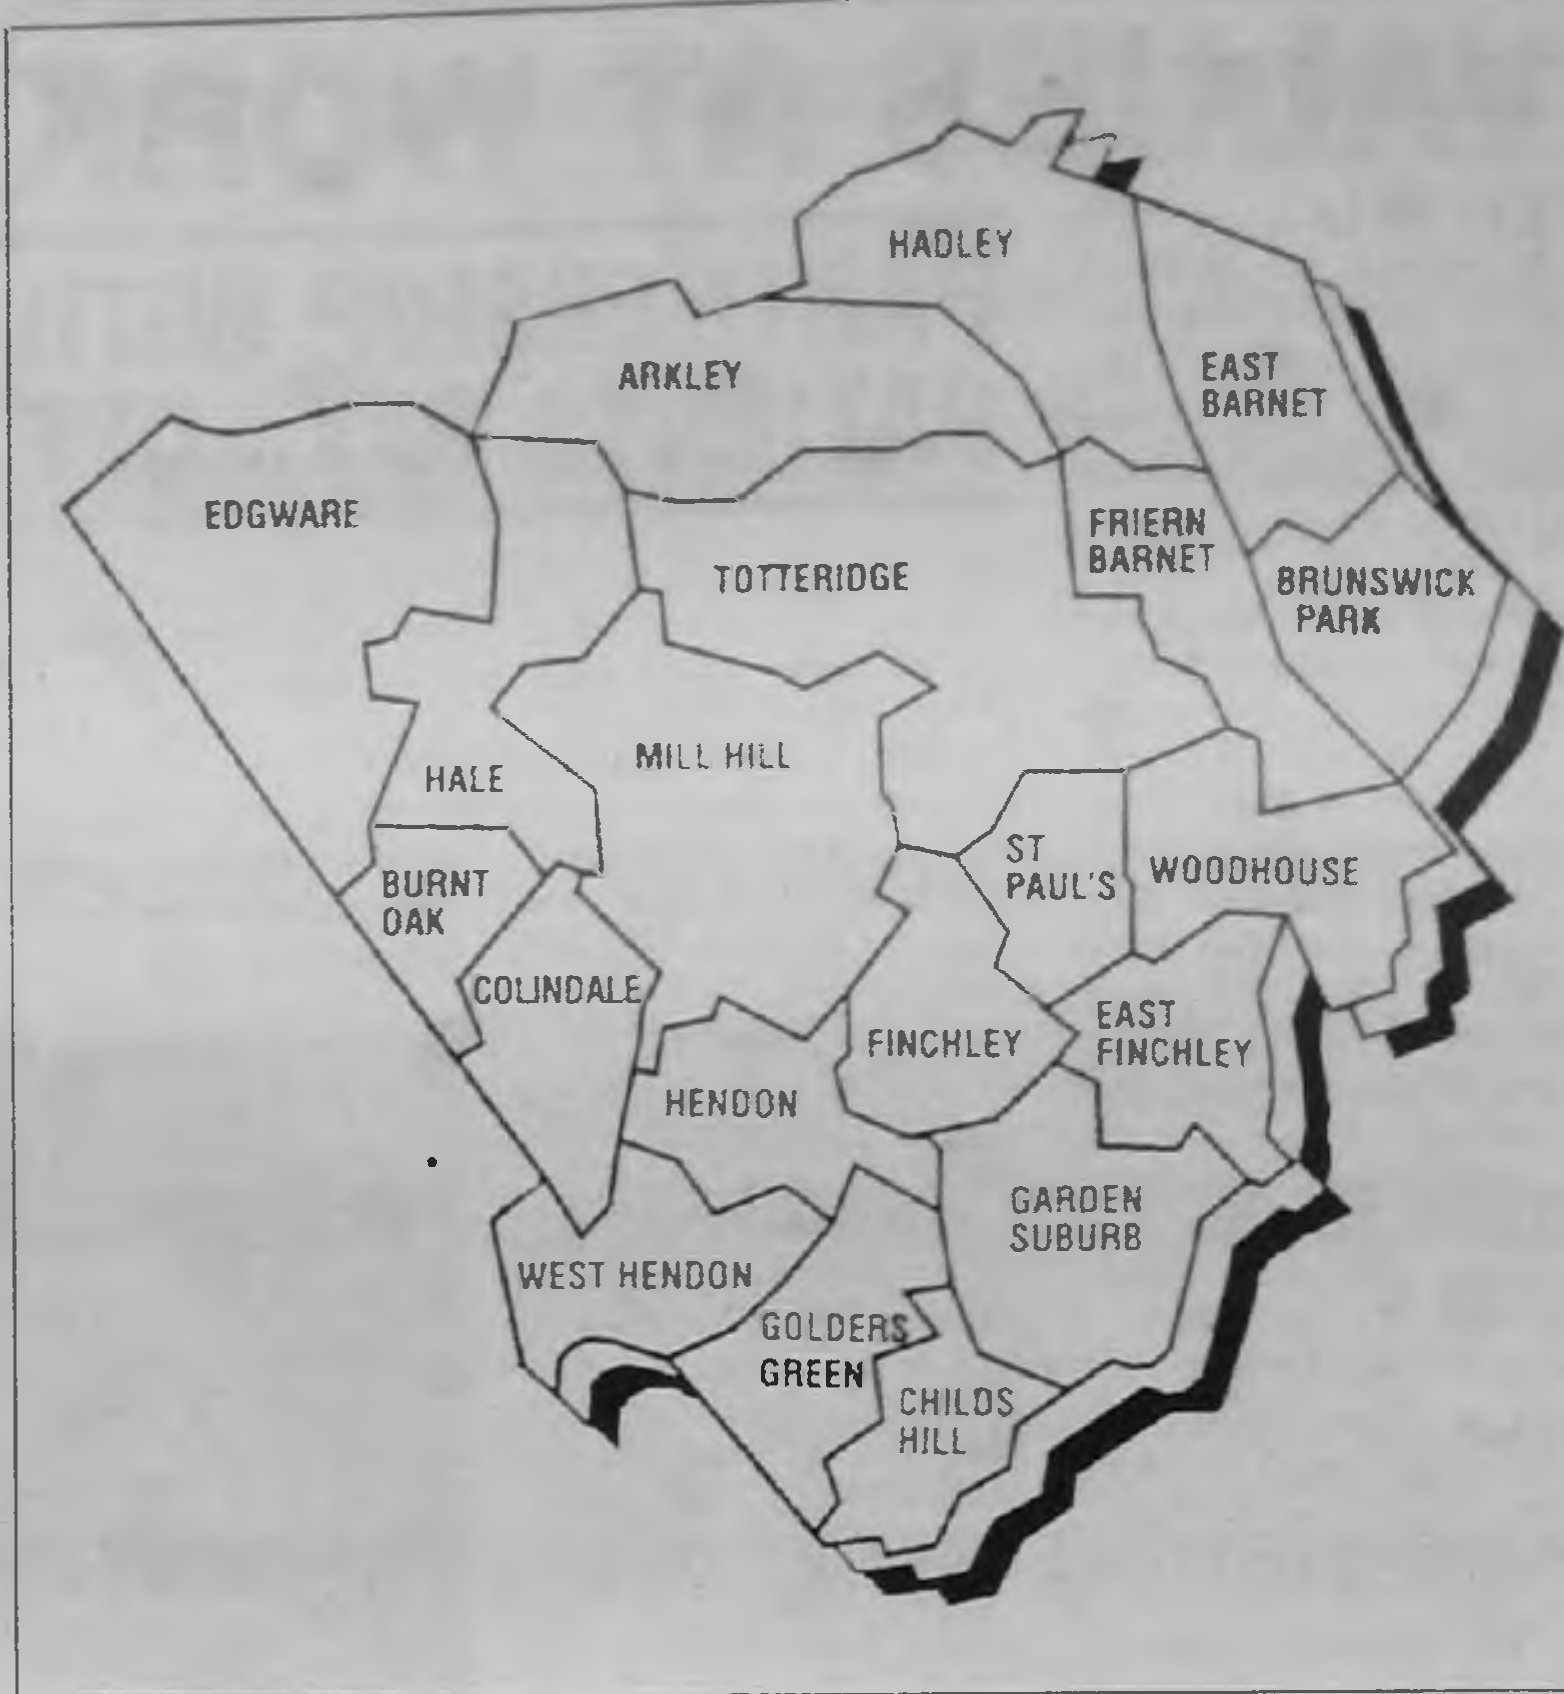 HADLEY
ARKLEY
EAST
BARNET
EDGWARE
FRIERN
BARNET
TOTTERIDGE
BRUNSWICK
PARK
MILL HILL
HALE
ST
PAUL'S
WOODHOUSE
BURNT
OAK
COLINDALE
EAST
FINCHLEY
FINCHLEY
HENDON
GARDEN
SUBURB
WEST HENDON
GOLDERS
GREEN
CHILDS
HILL